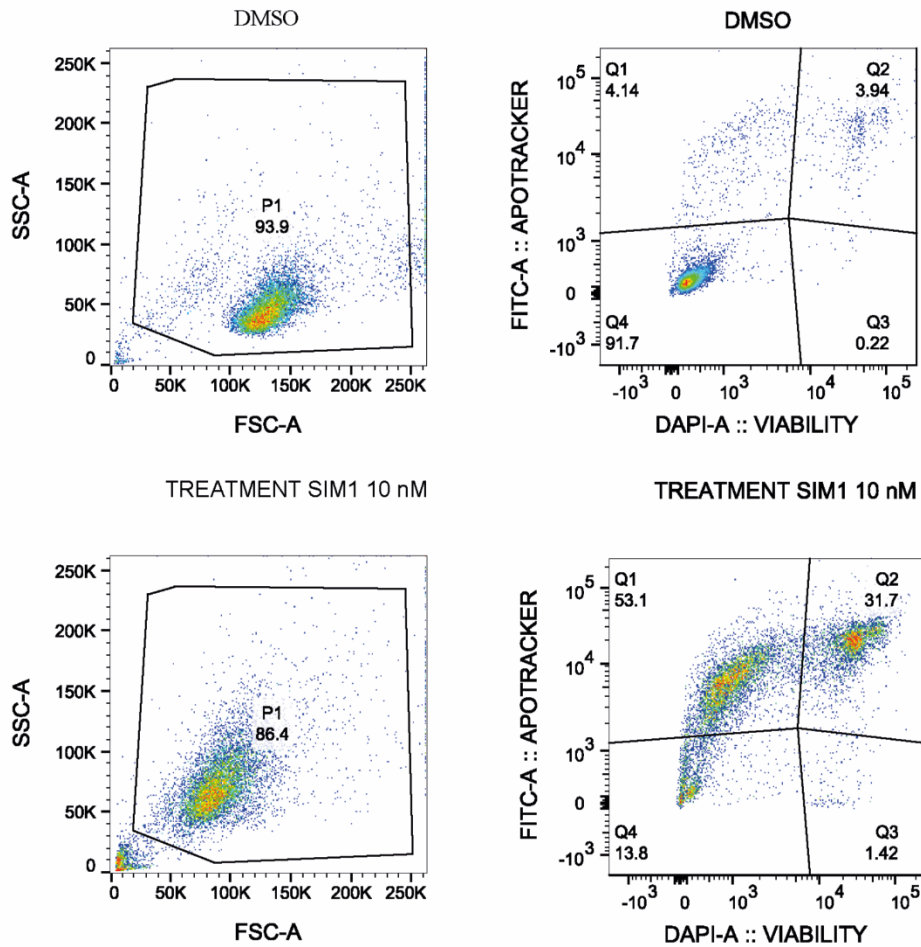 DMSO
250K
200K
150K
100K
50K
0
SSC-A
P1
93.9
0 50K 100K 150K 200K 250K
FSC-A
DMSO
10^5
10^4
10^3
0
-10^3
FITC-A :: APOTRACKER
Q1
4.14
Q2
3.94
Q4
91.7
Q3
0.22
-10^3 0 10^3 10^4 10^5
DAPI-A :: VIABILITY
TREATMENT SIM1 10 nM
250K
200K
150K
100K
50K
0
SSC-A
P1
86.4
0 50K 100K 150K 200K 250K
FSC-A
TREATMENT SIM1 10 nM
10^5
10^4
10^3
0
-10^3
FITC-A :: APOTRACKER
Q1
53.1
Q2
31.7
Q4
13.8
Q3
1.42
-10^3 0 10^3 10^4 10^5
DAPI-A :: VIABILITY